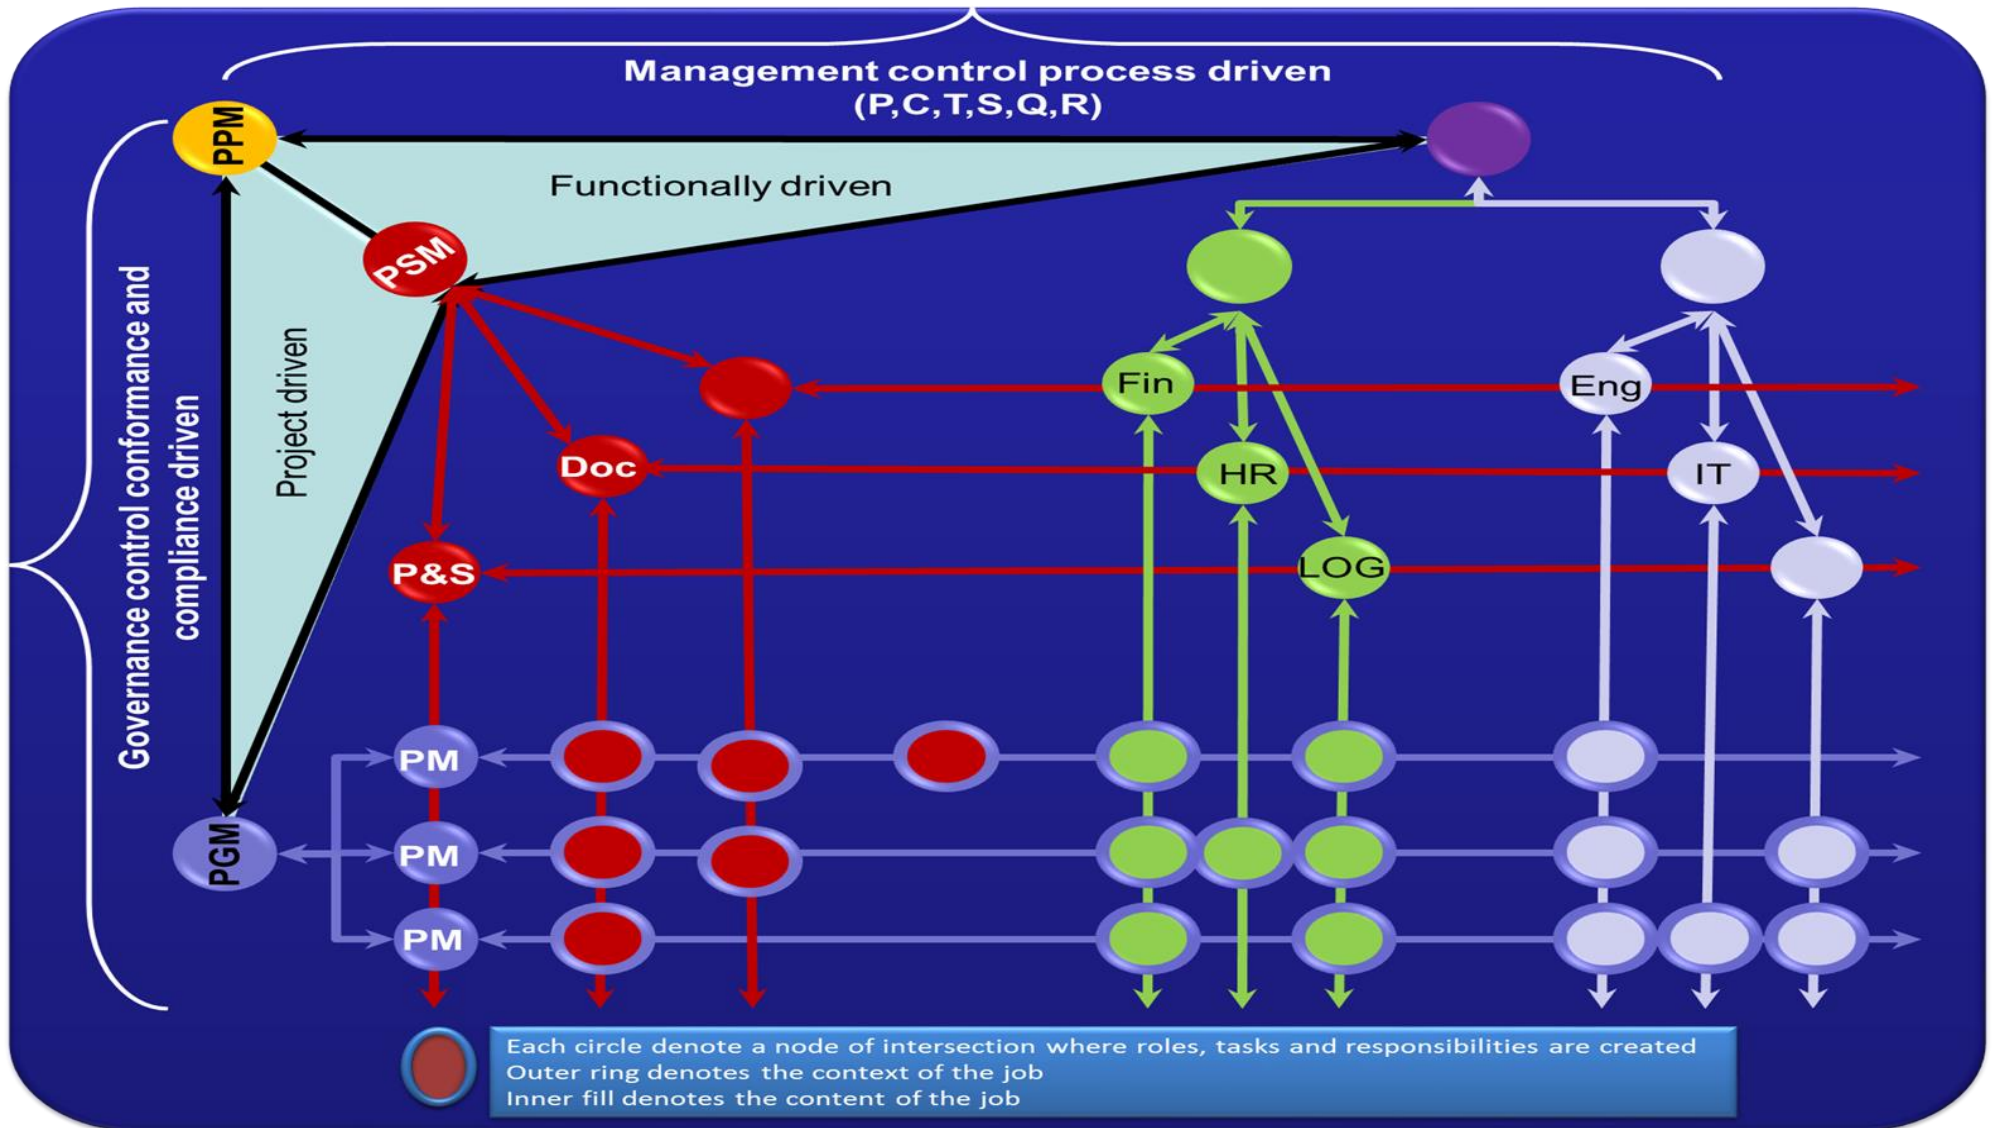 Management control process driven
(P,C,T,S,Q,R)
PPM
Functionally driven
PSM
Governance control conformance and
compliance driven
Project driven
Fin
Eng
Doc
HR
IT
P&S
LOG
PM
PGM
PM
PM
Each circle denote a node of intersection where roles, tasks and responsibilities are created
Outer ring denotes the context of the job
Inner fill denotes the content of the job